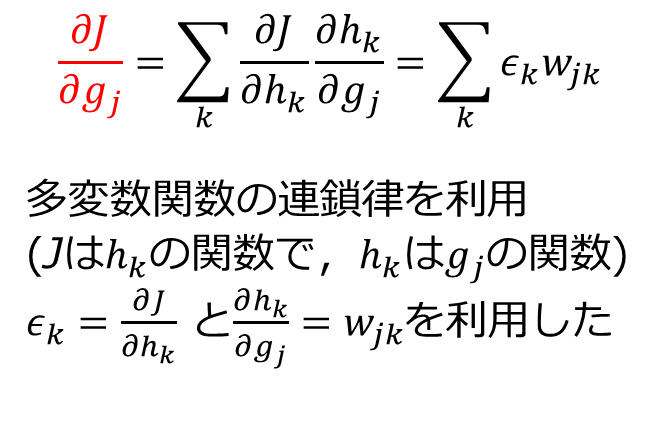 ∂J/∂g_j = ∑_k ∂J/∂h_k ∂h_k/∂g_j = ∑_k ϵ_k w_jk
多変数関数の連鎖律を利用
(Jはh_kの関数で，h_kはg_jの関数)
ϵ_k = ∂J/∂h_k と∂h_k/∂g_j = w_jkを利用した